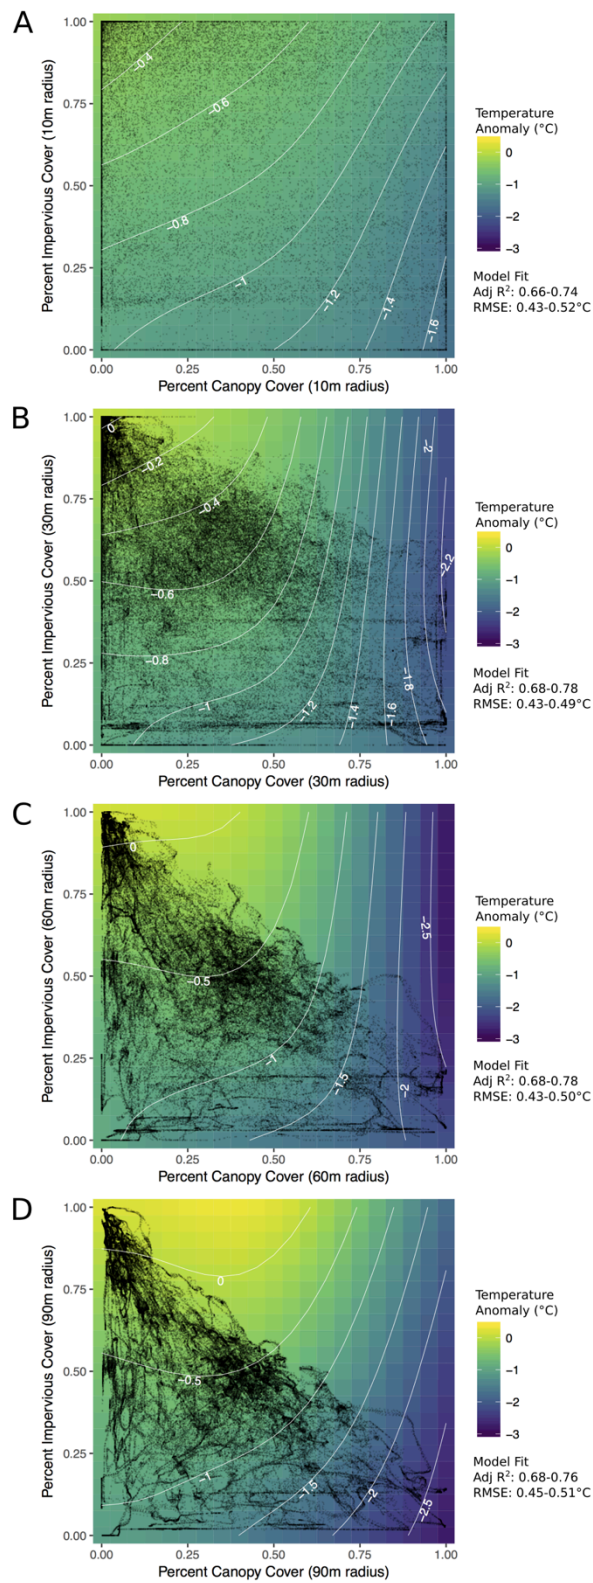 A
1.00
0.75
0.50
0.25
0.00
Percent Impervious Cover (10m radius)
−0.4
−0.6
−0.8
−1
−1.2
−1.4
−1.6
0.00 0.25 0.50 0.75 1.00
Percent Canopy Cover (10m radius)
Temperature
Anomaly (°C)
0
−1
−2
−3
Model Fit
Adj R²: 0.66-0.74
RMSE: 0.43-0.52°C
B
1.00
0.75
0.50
0.25
0.00
Percent Impervious Cover (30m radius)
0
−0.2
−0.4
−0.6
−0.8
−1
−1.2
−1.4
−1.6
−1.8
−2
−2.2
0.00 0.25 0.50 0.75 1.00
Percent Canopy Cover (30m radius)
Temperature
Anomaly (°C)
0
−1
−2
−3
Model Fit
Adj R²: 0.68-0.78
RMSE: 0.43-0.49°C
C
1.00
0.75
0.50
0.25
0.00
Percent Impervious Cover (60m radius)
0
−0.5
−1
−1.5
−2
−2.5
0.00 0.25 0.50 0.75 1.00
Percent Canopy Cover (60m radius)
Temperature
Anomaly (°C)
0
−1
−2
−3
Model Fit
Adj R²: 0.68-0.78
RMSE: 0.43-0.50°C
D
1.00
0.75
0.50
0.25
0.00
Percent Impervious Cover (90m radius)
0
−0.5
−1
−1.5
−2
−2.5
0.00 0.25 0.50 0.75 1.00
Percent Canopy Cover (90m radius)
Temperature
Anomaly (°C)
0
−1
−2
−3
Model Fit
Adj R²: 0.68-0.76
RMSE: 0.45-0.51°C